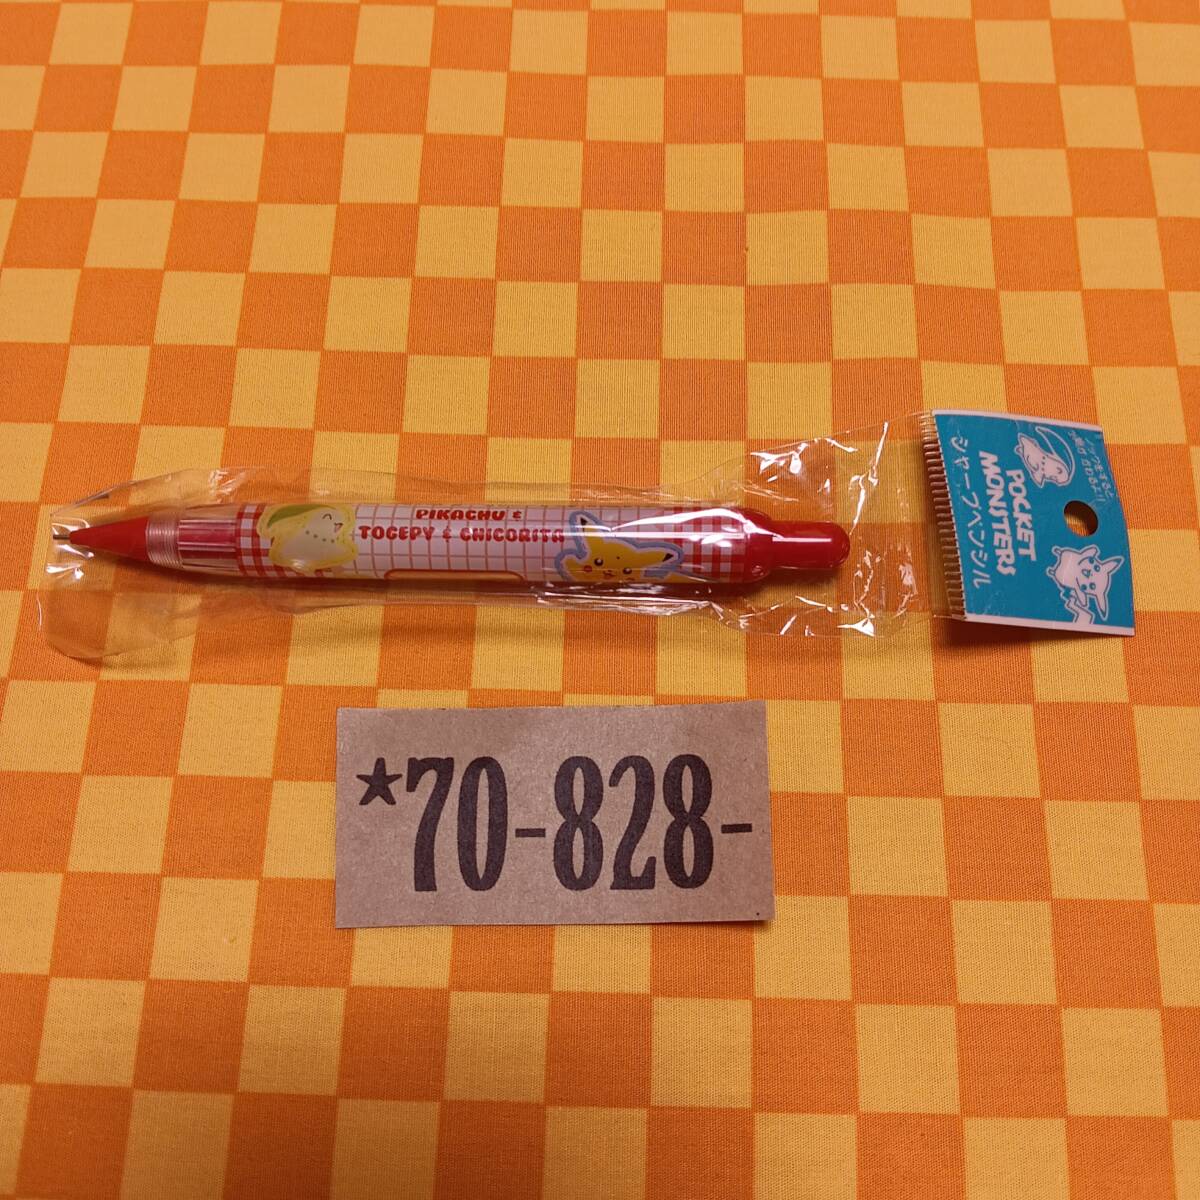 PIKACHU &
TOGEPY & CHICORITA
POCKET
MONSTERS
シャープペンシル
*70-828-